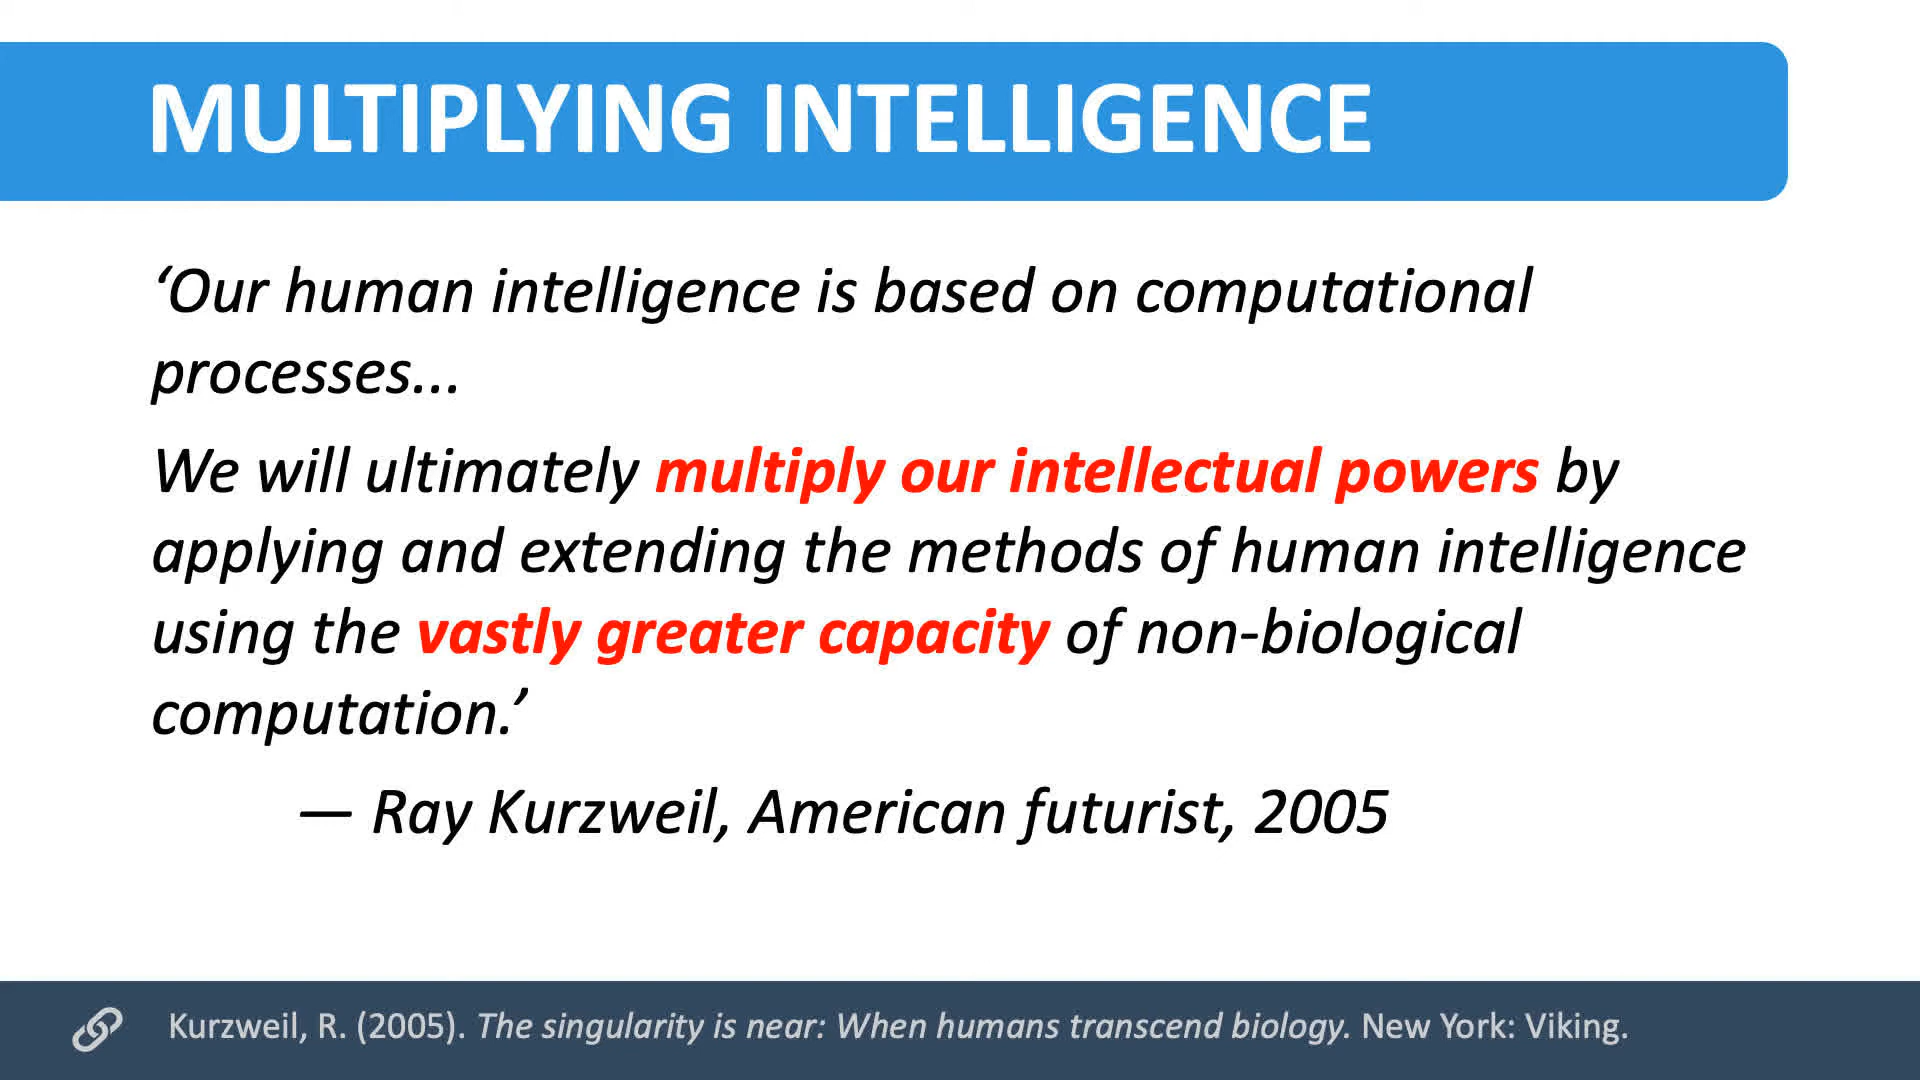 MULTIPLYING INTELLIGENCE
‘Our human intelligence is based on computational
processes...
We will ultimately multiply our intellectual powers by
applying and extending the methods of human intelligence
using the vastly greater capacity of non-biological
computation.’
— Ray Kurzweil, American futurist, 2005
Kurzweil, R. (2005). The singularity is near: When humans transcend biology. New York: Viking.